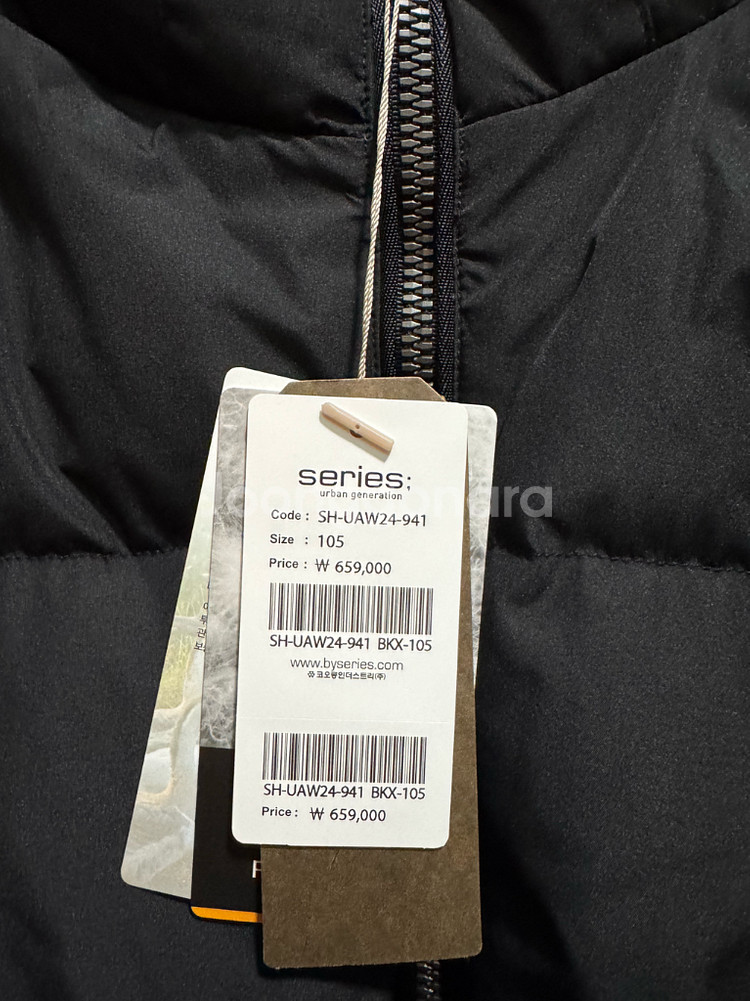 series;
urban generation
Code : SH-UAW24-941
Size : 105
Price : ₩ 659,000
SH-UAW24-941 BKX-105
www.byseries.com
코오롱인더스트리(주)
SH-UAW24-941 BKX-105
Price : ₩ 659,000